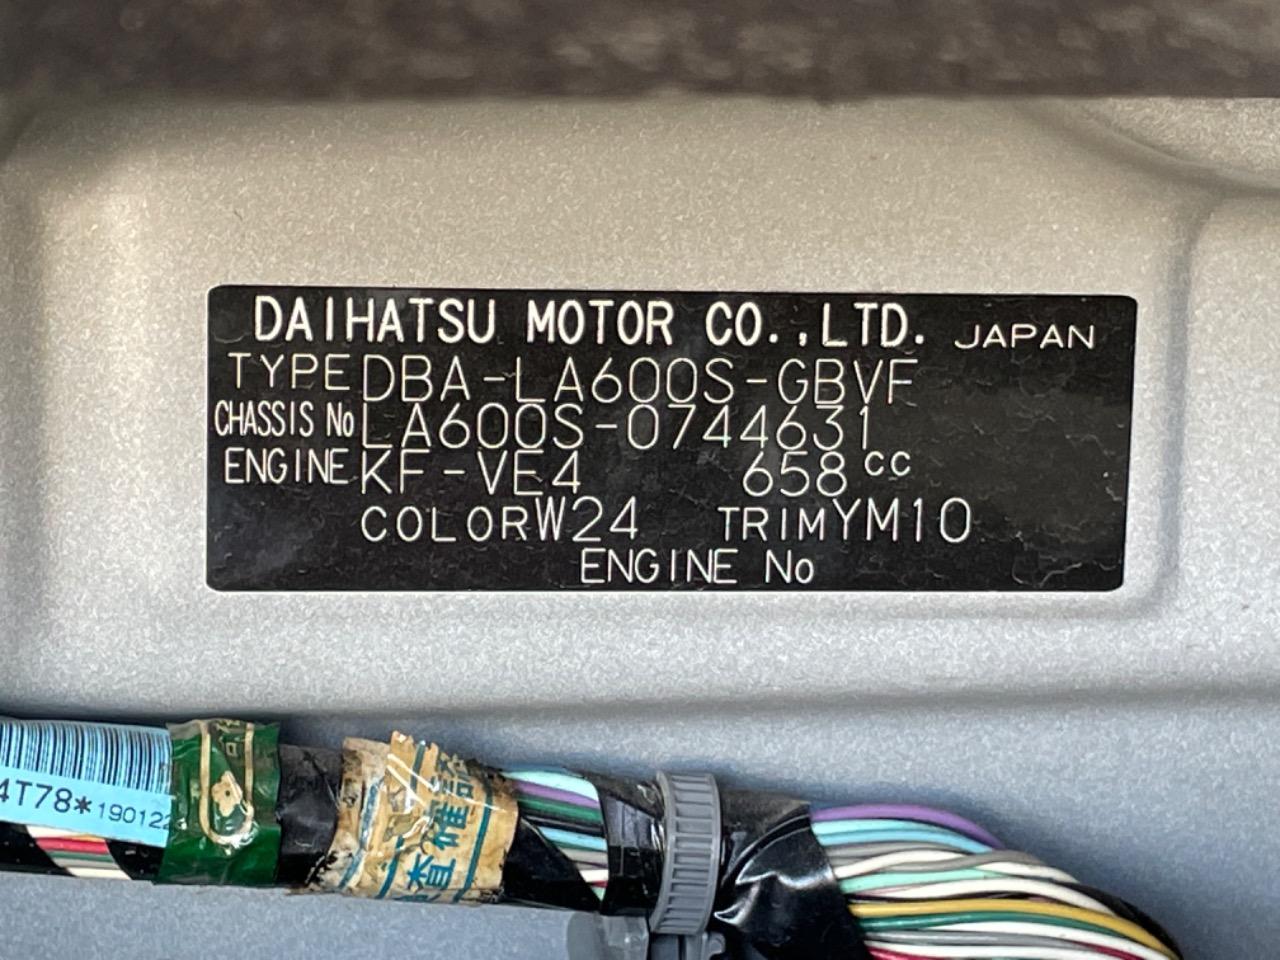 DAIHATSU MOTOR CO.,LTD. JAPAN
TYPE DBA-LA600S-GBVF
CHASSIS No LA600S-0744631
ENGINE KF-VE4 658cc
COLOR W24 TRIM YM10
ENGINE No
4T78*190122